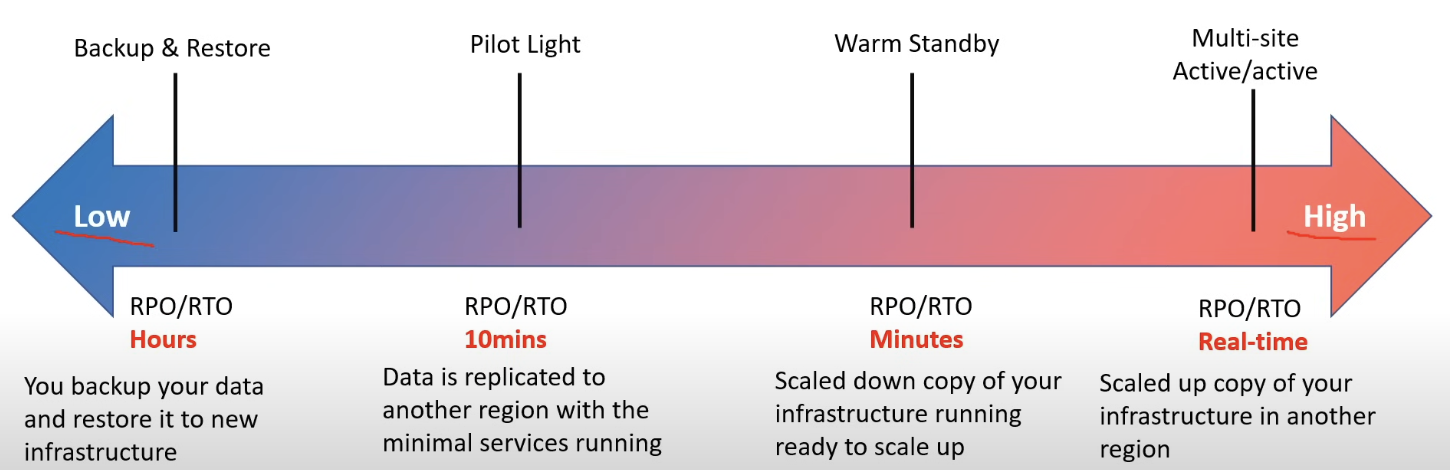 Backup & Restore
Pilot Light
Warm Standby
Multi-site
Active/active
Low
High
RPO/RTO
Hours
You backup your data
and restore it to new
infrastructure
RPO/RTO
10mins
Data is replicated to
another region with the
minimal services running
RPO/RTO
Minutes
Scaled down copy of your
infrastructure running
ready to scale up
RPO/RTO
Real-time
Scaled up copy of your
infrastructure in another
region